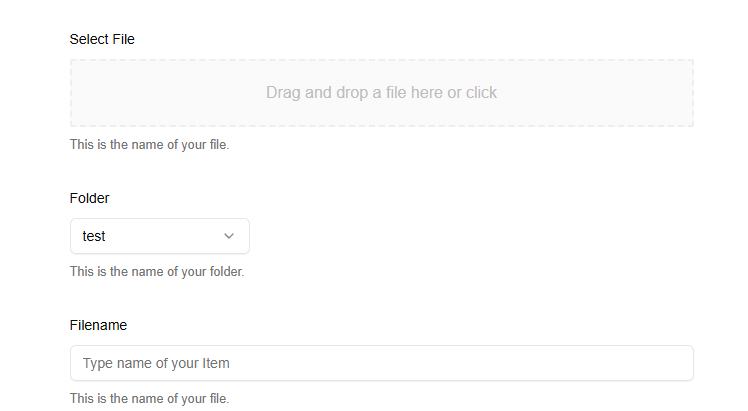 Select File
Drag and drop a file here or click
This is the name of your file.
Folder
test
This is the name of your folder.
Filename
Type name of your Item
This is the name of your file.